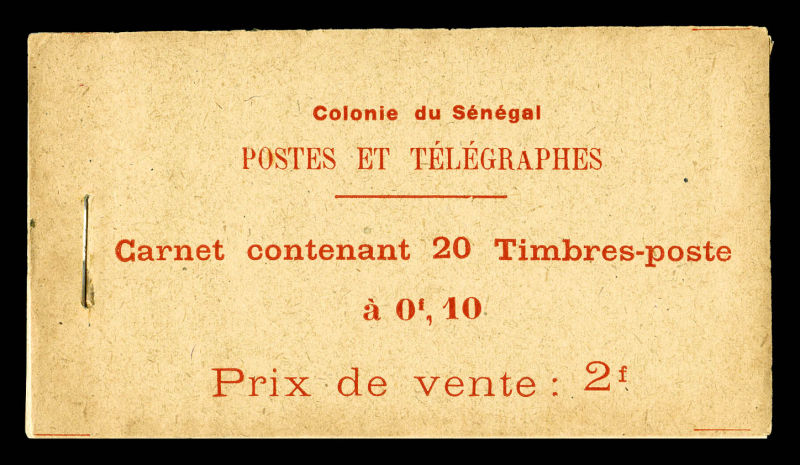 Colonie du Sénégal
POSTES ET TÉLÉGRAPHES
Carnet contenant 20 Timbres-poste
à 0f, 10
Prix de vente : 2f